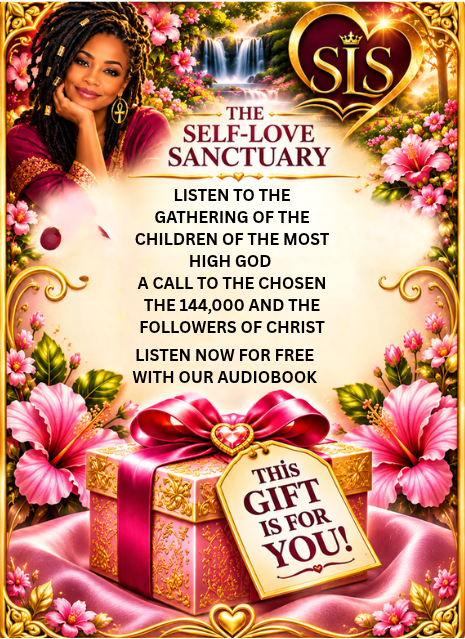 SIS
THE
SELF-LOVE
SANCTUARY
LISTEN TO THE
GATHERING OF THE
CHILDREN OF THE MOST
HIGH GOD
A CALL TO THE CHOSEN
THE 144,000 AND THE
FOLLOWERS OF CHRIST
LISTEN NOW FOR FREE
WITH OUR AUDIOBOOK
THIS
GIFT
IS FOR
YOU!